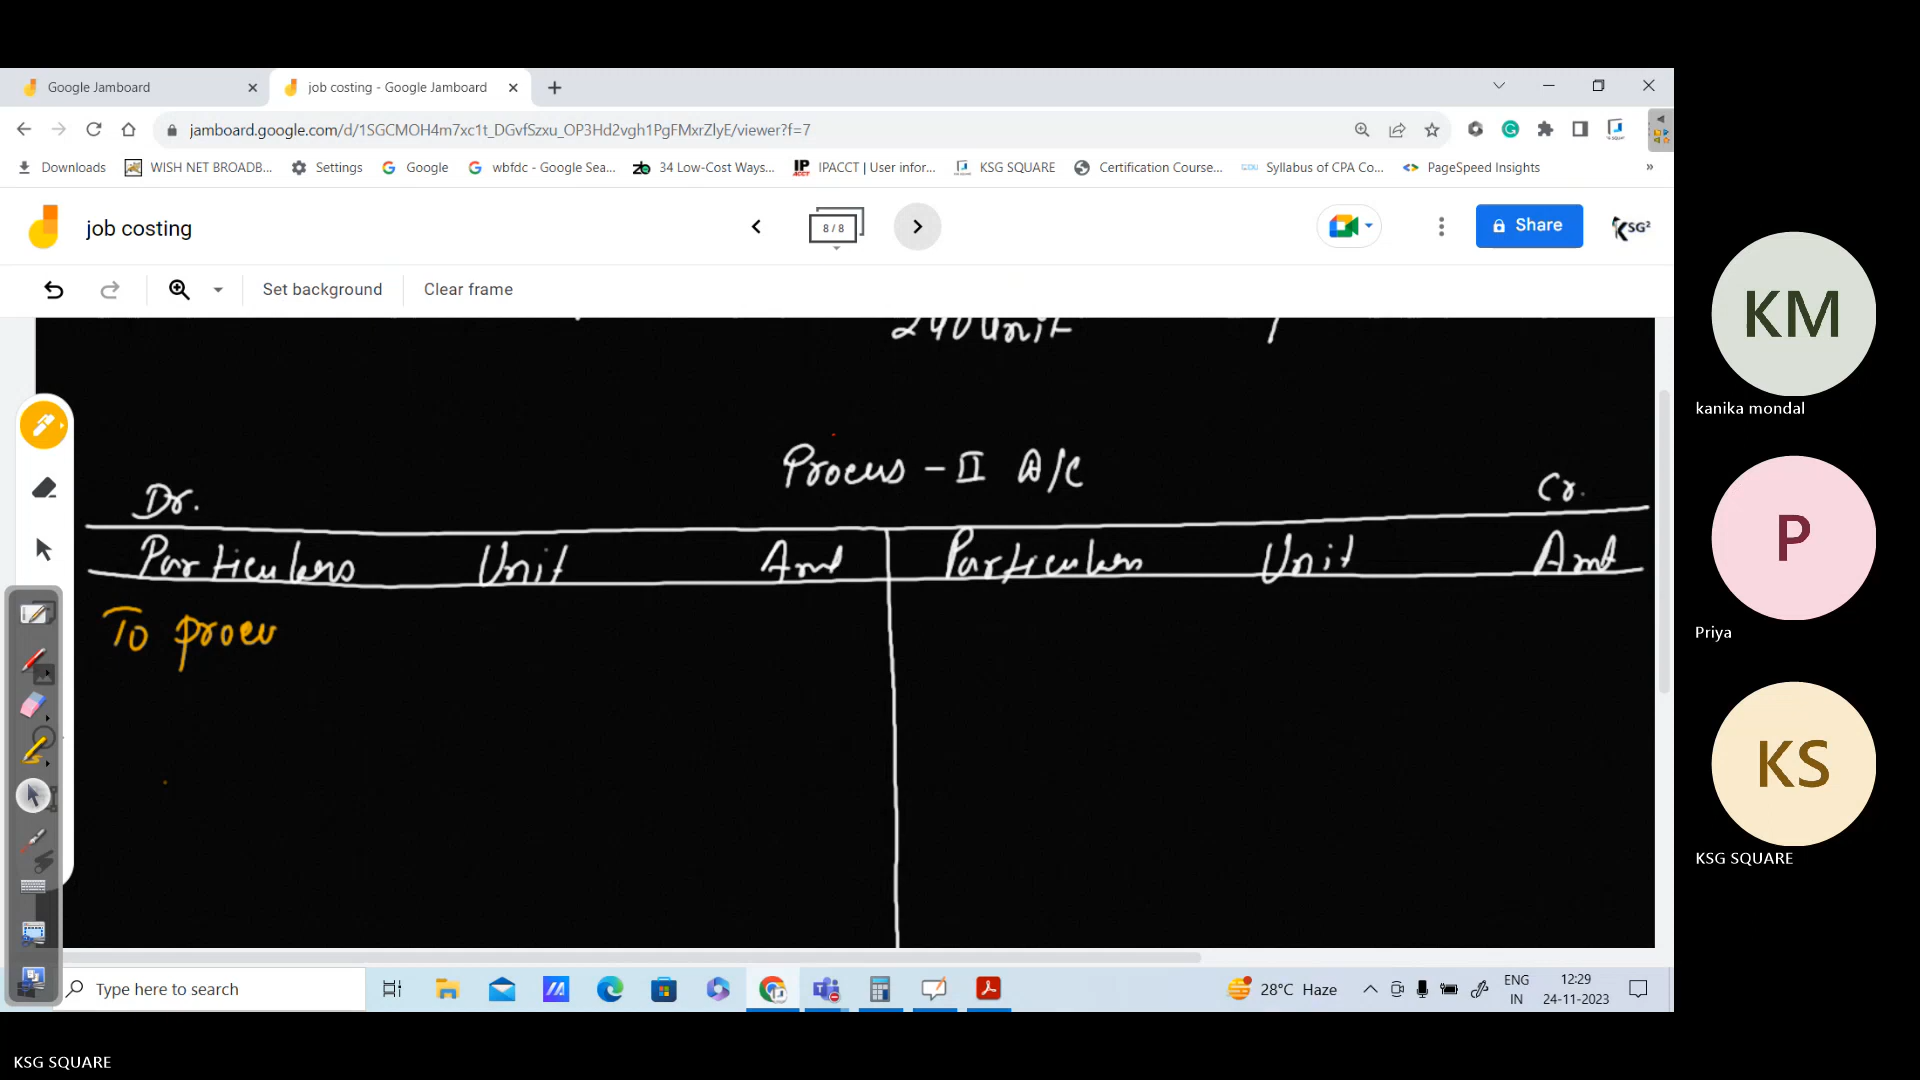 Google Jamboard
job costing - Google Jamboard
jamboard.google.com/d/1SGCMOH4m7xc1t_DGvfSzxu_OP3Hd2vgh1PgFMxrZlyE/viewer?f=7
Downloads WISH NET BROADB... Settings Google wbfdc - Google Sea... 34 Low-Cost Ways... IPACCT | User infor... KSG SQUARE Certification Course... Syllabus of CPA Co... PageSpeed Insights »
job costing
8 / 8
Share
KSG²
Set background Clear frame
240 Unit
Process - II A/C
Dr. Cr.
Particulars Unit Amt Particulars Unit Amt
To proce
KM
kanika mondal
P
Priya
KS
KSG SQUARE
Type here to search
28°C Haze
ENG
IN
12:29
24-11-2023
KSG SQUARE